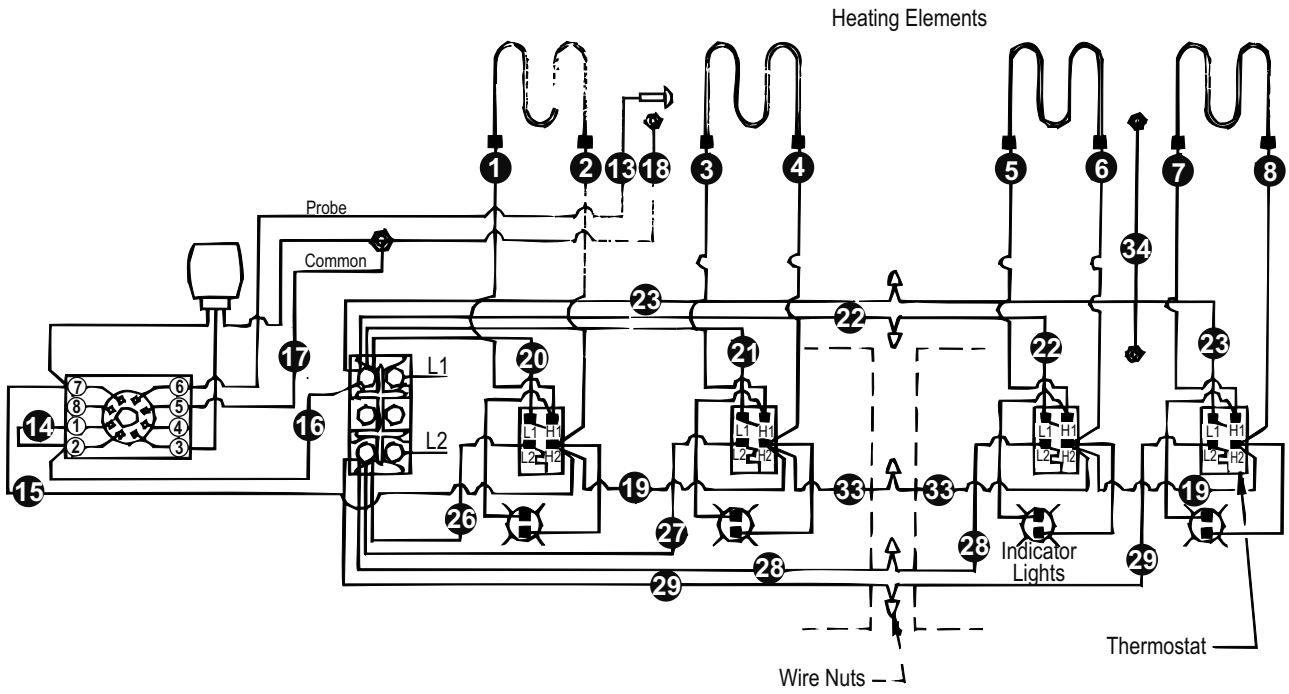 Heating Elements
1 2 13 18 3 4 5 6 7 8
Probe
Common
34
23
22
17
20 21 22 23
L1
L2
16
7 6
8 5
14 1 4
2 3
15
L1 H1
L2 H2
L1 H1
L2 H2
L1 H1
L2 H2
L1 H1
L2 H2
19 33 33 19
26 27 28 29
Indicator
Lights
28
29
Thermostat
Wire Nuts